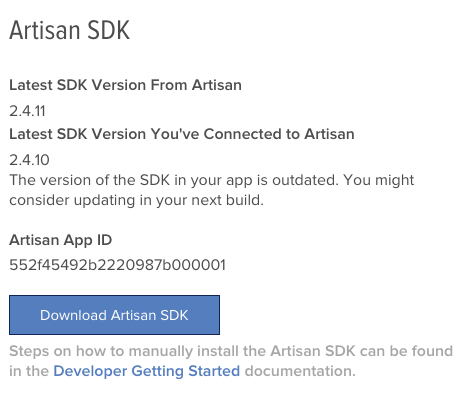 Artisan SDK
Latest SDK Version From Artisan
2.4.11
Latest SDK Version You've Connected to Artisan
2.4.10
The version of the SDK in your app is outdated. You might
consider updating in your next build.
Artisan App ID
552f45492b2220987b000001
Download Artisan SDK
Steps on how to manually install the Artisan SDK can be found
in the Developer Getting Started documentation.